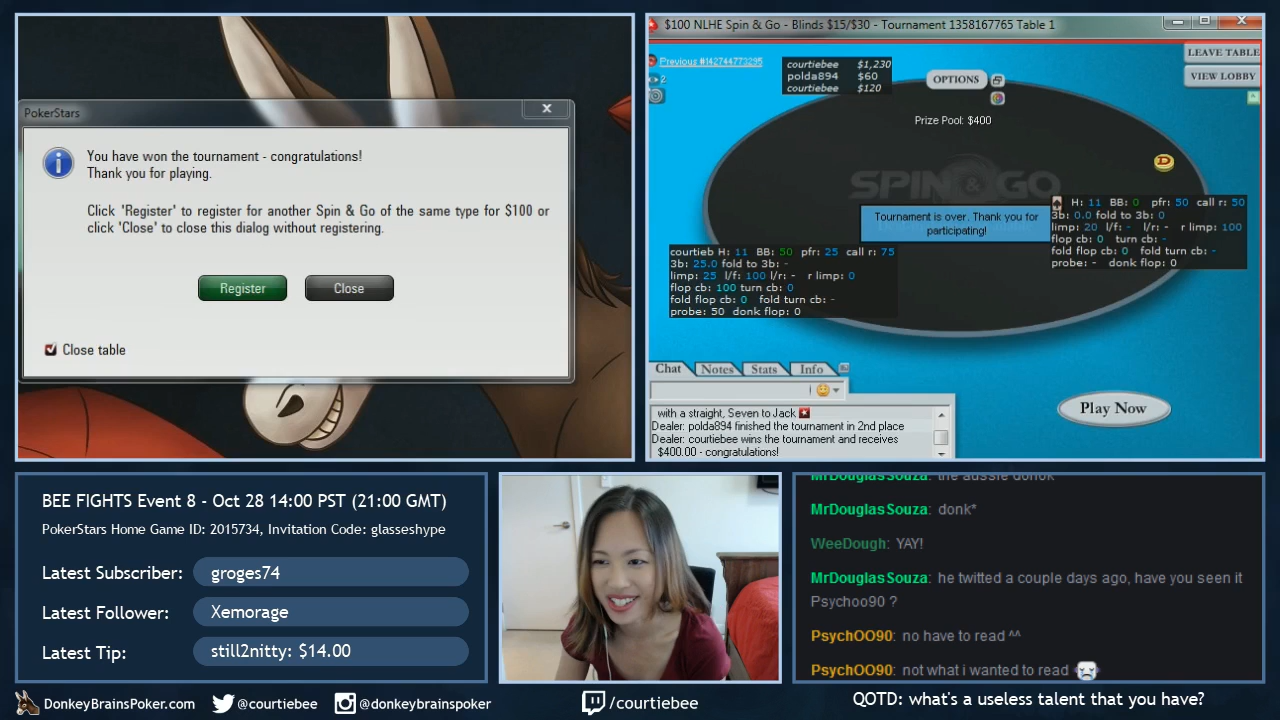 PokerStars
You have won the tournament - congratulations!
Thank you for playing.
Click 'Register' to register for another Spin & Go of the same type for $100 or
click 'Close' to close this dialog without registering.
Register
Close
Close table
$100 NLHE Spin & Go - Blinds $15/$30 - Tournament 1358167765 Table 1
Previous #142744773295
2
courtiebee $1,230
polda894 $60
courtiebee $120
OPTIONS
LEAVE TABLE
VIEW LOBBY
Prize Pool: $400
D
SPIN & GO
Tournament is over. Thank you for
participating!
H: 11 BB: 0 pfr: 50 call r: 50
3b: 0.0 fold to 3b: 0
limp: 20 l/f: - l/r: - r limp: 100
flop cb: 0 turn cb: -
fold flop cb: 0 fold turn cb: -
probe: - donk flop: 0
courtieb H: 11 BB: 50 pfr: 25 call r: 75
3b: 25.0 fold to 3b: -
limp: 25 l/f: 100 l/r: - r limp: 0
flop cb: 100 turn cb: 0
fold flop cb: 0 fold turn cb: -
probe: 50 donk flop: 0
Chat Notes Stats Info
with a straight, Seven to Jack
Dealer: polda894 finished the tournament in 2nd place
Dealer: courtiebee wins the tournament and receives
$400.00 - congratulations!
Play Now
BEE FIGHTS Event 8 - Oct 28 14:00 PST (21:00 GMT)
PokerStars Home Game ID: 2015734, Invitation Code: glasseshype
Latest Subscriber: groges74
Latest Follower: Xemorage
Latest Tip: still2nitty: $14.00
MrDouglasSouza: the aussie donok
MrDouglasSouza: donk*
WeeDough: YAY!
MrDouglasSouza: he twitted a couple days ago, have you seen it
Psychoo90 ?
PsychOO90: no have to read ^^
PsychOO90: not what i wanted to read
DonkeyBrainsPoker.com
@courtiebee
@donkeybrainspoker
/courtiebee
QOTD: what's a useless talent that you have?